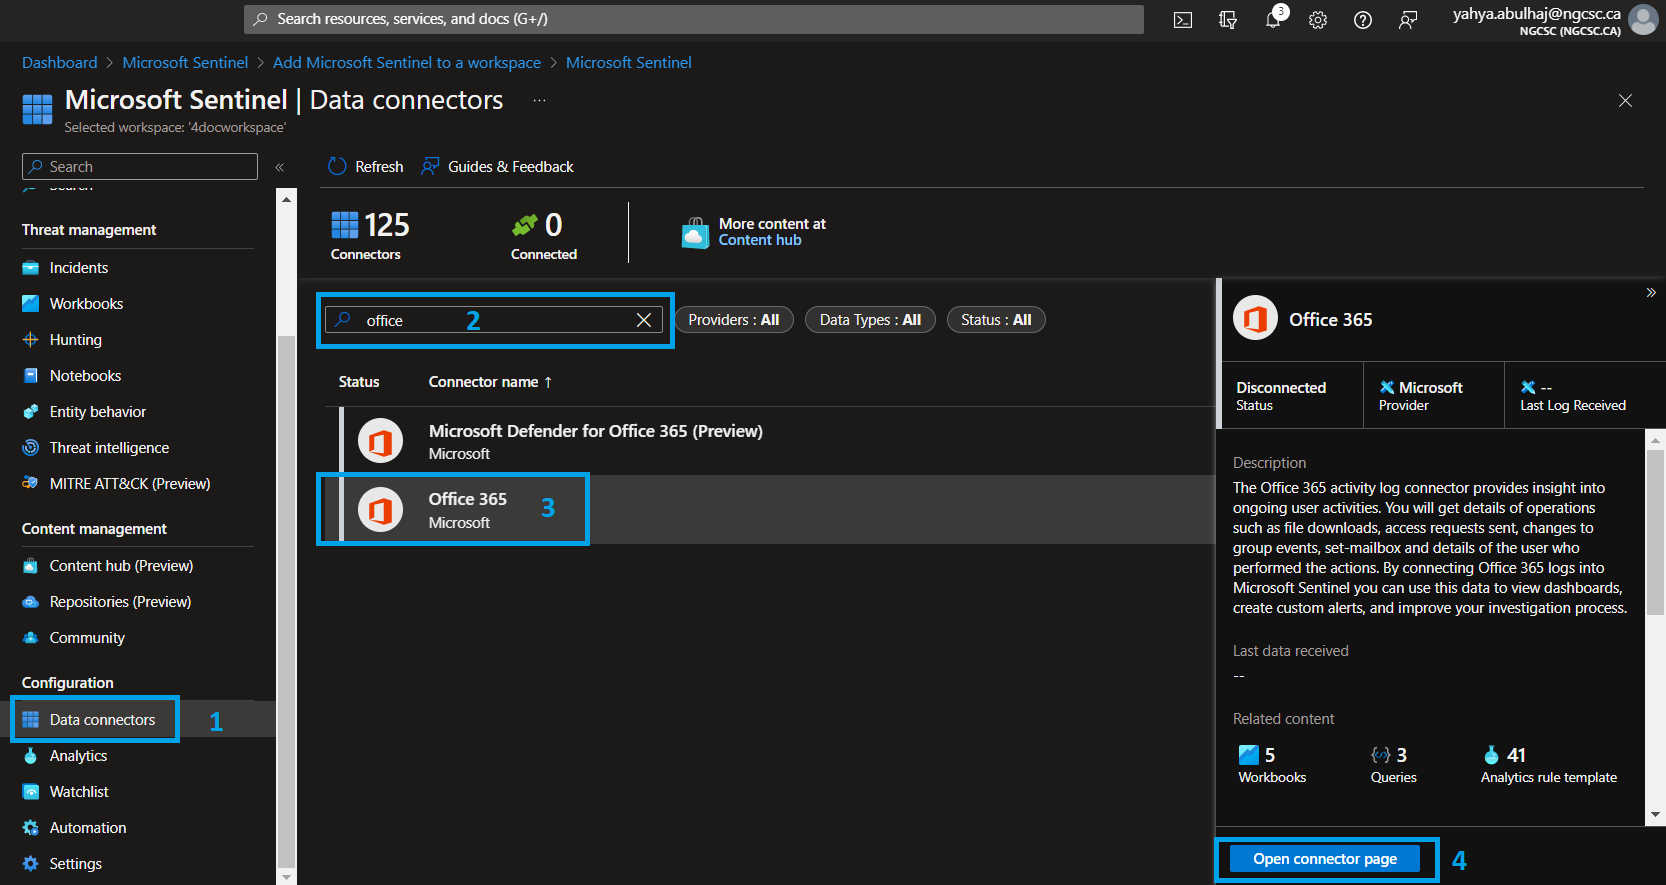 Search resources, services, and docs (G+/)
3
yahya.abulhaj@ngcsc.ca
NGCSC (NGCSC.CA)
Dashboard > Microsoft Sentinel > Add Microsoft Sentinel to a workspace > Microsoft Sentinel
Microsoft Sentinel | Data connectors ...
Selected workspace: '4docworkspace'
Search
«
Search
Threat management
Incidents
Workbooks
Hunting
Notebooks
Entity behavior
Threat intelligence
MITRE ATT&CK (Preview)
Content management
Content hub (Preview)
Repositories (Preview)
Community
Configuration
Data connectors 1
Analytics
Watchlist
Automation
Settings
Refresh Guides & Feedback
125
Connectors
0
Connected
More content at
Content hub
office 2
Providers : All Data Types : All Status : All
Status Connector name ↑
Microsoft Defender for Office 365 (Preview)
Microsoft
Office 365
Microsoft
3
»
Office 365
Disconnected
Status
Microsoft
Provider
--
Last Log Received
Description
The Office 365 activity log connector provides insight into
ongoing user activities. You will get details of operations
such as file downloads, access requests sent, changes to
group events, set-mailbox and details of the user who
performed the actions. By connecting Office 365 logs into
Microsoft Sentinel you can use this data to view dashboards,
create custom alerts, and improve your investigation process.
Last data received
--
Related content
5
Workbooks
3
Queries
41
Analytics rule template
Open connector page 4